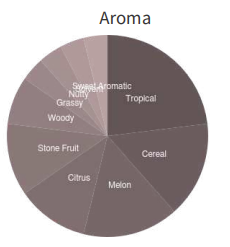 Aroma
Sweet Aromatic
Nutty
Grassy
Woody
Tropical
Stone Fruit
Cereal
Citrus
Melon